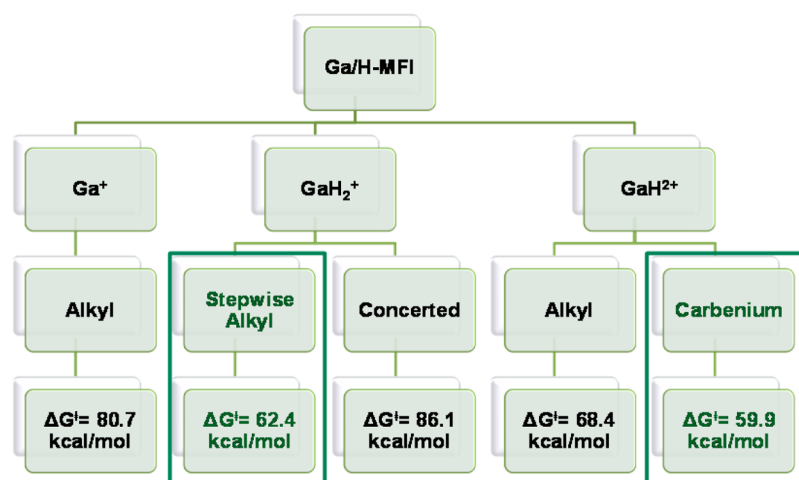 Ga/H-MFI
Ga⁺
GaH₂⁺
GaH²⁺
Alkyl
Stepwise
Alkyl
Concerted
Alkyl
Carbenium
ΔG‡= 80.7
kcal/mol
ΔG‡= 62.4
kcal/mol
ΔG‡= 86.1
kcal/mol
ΔG‡= 68.4
kcal/mol
ΔG‡= 59.9
kcal/mol